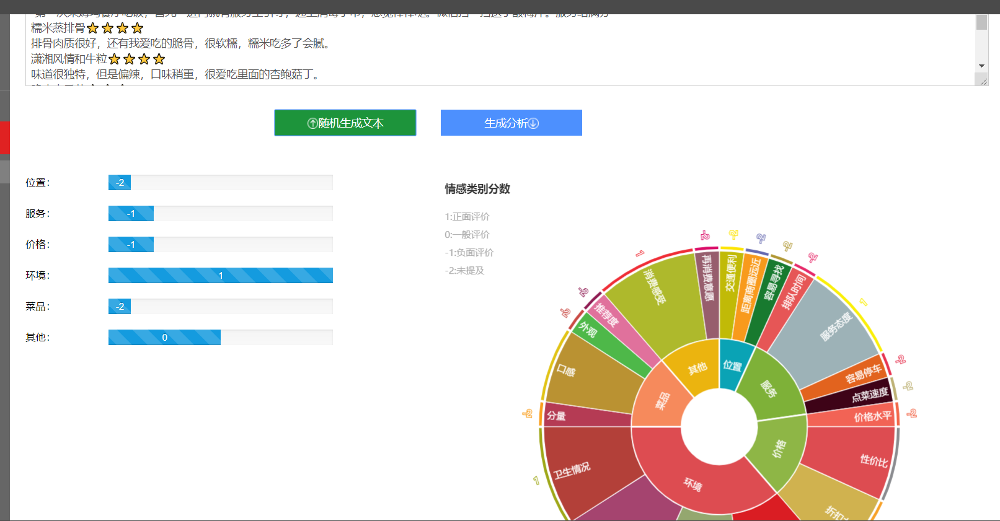 糯米蒸排骨⭐⭐⭐⭐
排骨肉质很好，还有我爱吃的脆骨，很软糯，糯米吃多了会腻。
潇湘风情和牛粒⭐⭐⭐⭐
味道很独特，但是偏辣，口味稍重，很爱吃里面的杏鲍菇丁。
随机生成文本
生成分析
位置：
-2
服务：
-1
价格：
-1
环境：
1
菜品：
-2
其他：
0
情感类别分数
1:正面评价
0:一般评价
-1:负面评价
-2:未提及
位置
交通便利
-2
距离商圈远近
-2
容易寻找
-2
服务
排队时间
-2
服务态度
1
容易停车
-2
点菜速度
-2
价格
价格水平
-2
性价比
折扣
环境
卫生情况
1
菜品
分量
-2
口感
外观
-2
推荐度
-2
其他
消费感受
1
再消费意愿
-2